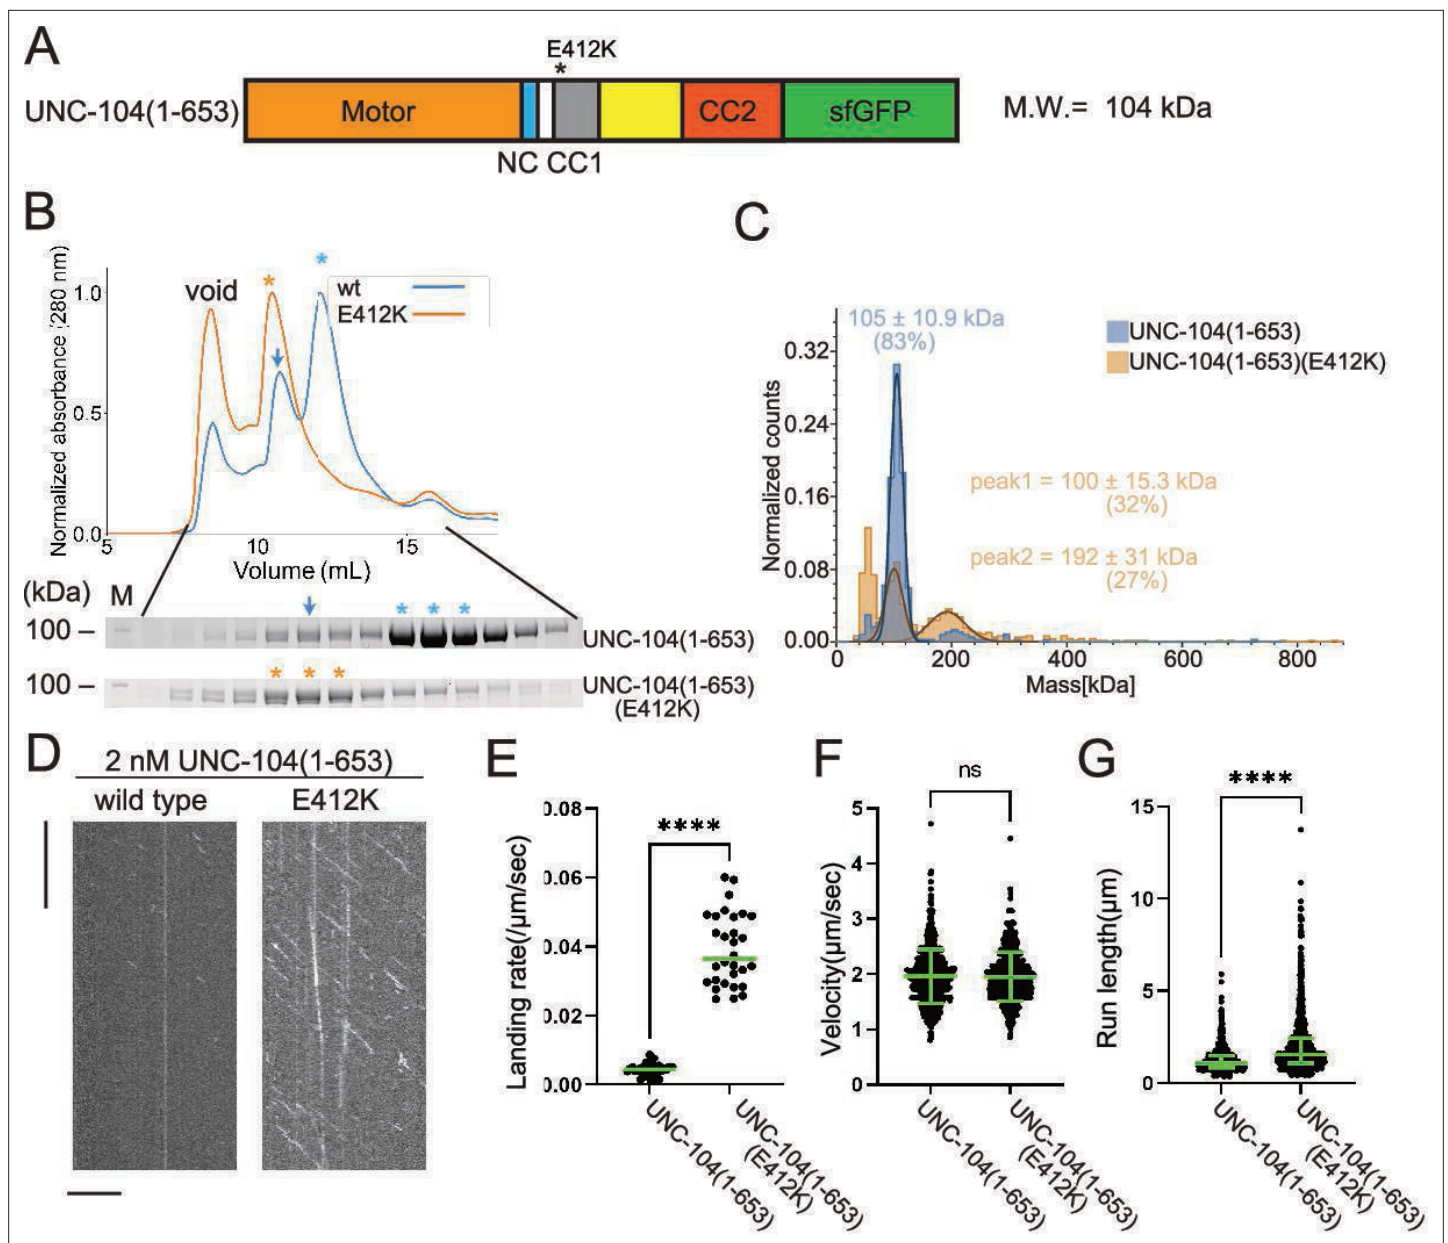 A
E412K
*
UNC-104(1-653)
Motor
CC2
sfGFP
M.W.= 104 kDa
NC CC1
B
Normalized absorbance (280 nm)
1.0
0.5
0.0
void
*
*
wt
E412K
5
10
15
Volume (mL)
(kDa)
M
* * *
100
UNC-104(1-653)
* * *
100
UNC-104(1-653)
(E412K)
C
Normalized counts
0.32
0.24
0.16
0.08
0.00
105 ± 10.9 kDa
(83%)
UNC-104(1-653)
UNC-104(1-653)(E412K)
peak1 = 100 ± 15.3 kDa
(32%)
peak2 = 192 ± 31 kDa
(27%)
0
200
400
600
800
Mass[kDa]
D
2 nM UNC-104(1-653)
wild type
E412K
E
Landing rate(/μm/sec)
0.08
0.06
0.04
0.02
0.00
****
UNC-104(1-653)
UNC-104(1-653)
(E412K)
F
Velocity(μm/sec)
5
4
3
2
1
0
ns
UNC-104(1-653)
UNC-104(1-653)
(E412K)
G
Run length(μm)
15
10
5
0
****
UNC-104(1-653)
UNC-104(1-653)
(E412K)